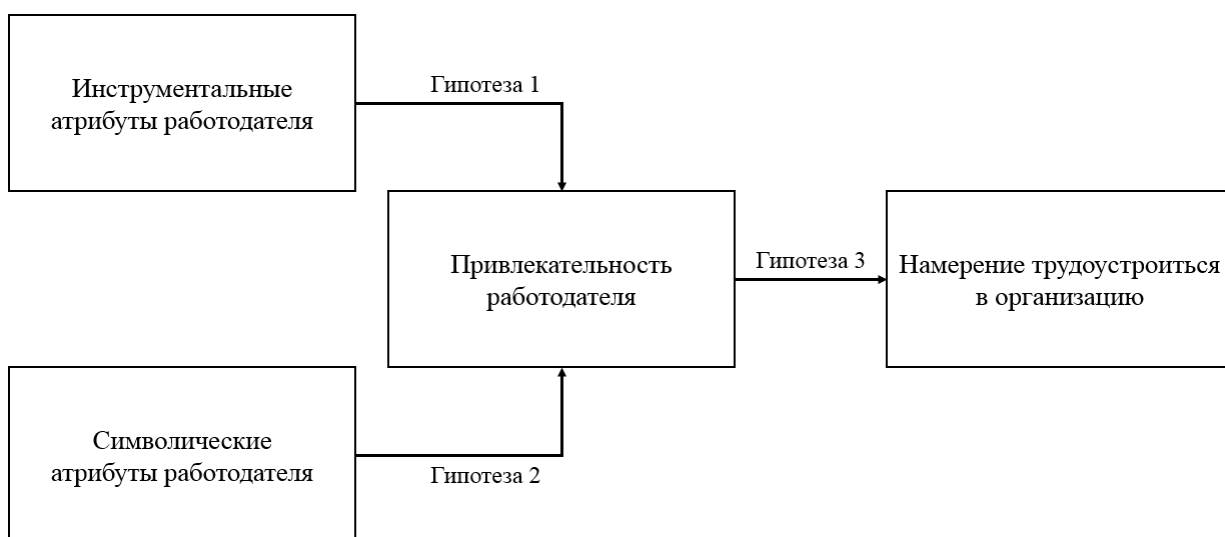 Инструментальные
атрибуты работодателя
Гипотеза 1
Привлекательность
работодателя
Гипотеза 3
Намерение трудоустроиться
в организацию
Символические
атрибуты работодателя
Гипотеза 2